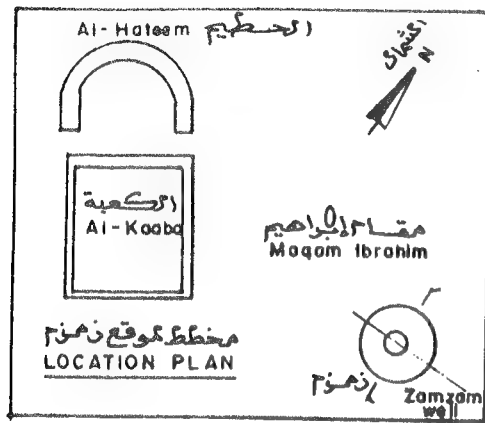 Al-Hateem الحطيم
الشمال
N
الكعبة
Al-Kaaba
مقام إبراهيم
Maqam Ibrahim
مخطط موقع زمزم
LOCATION PLAN
زمزم
Zamzam
well